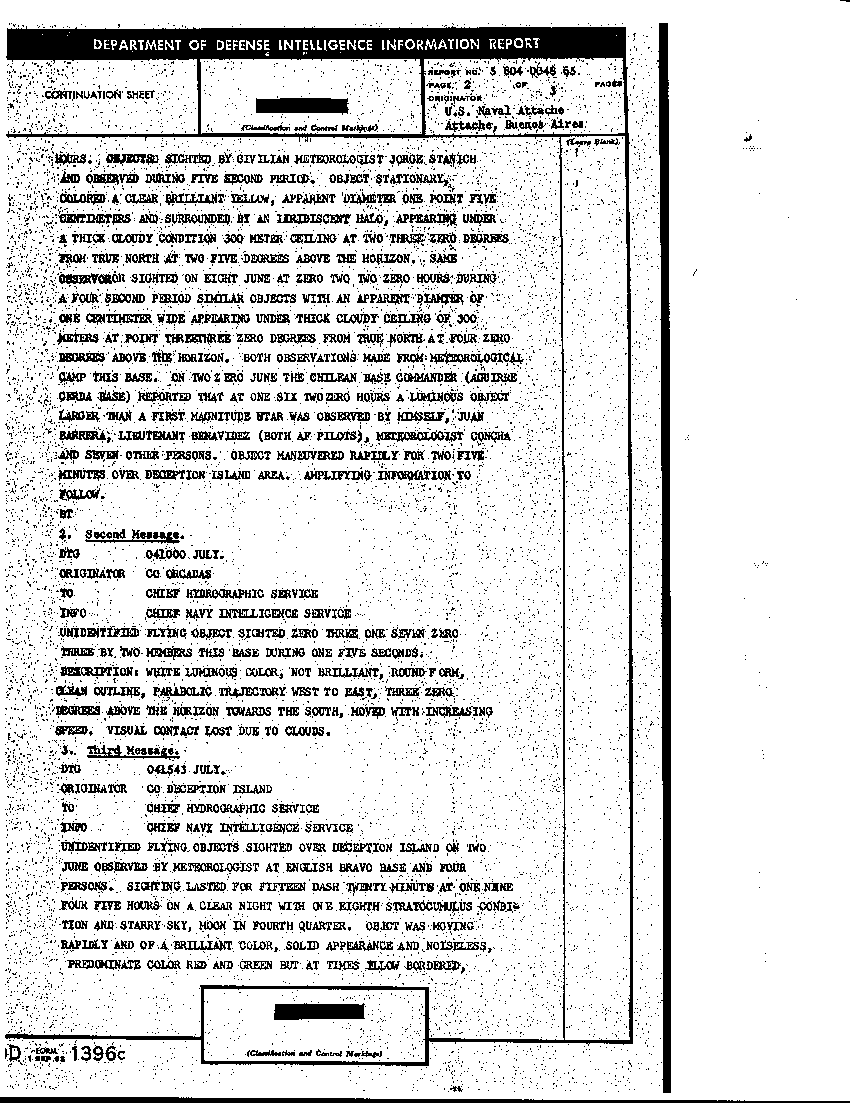 DEPARTMENT OF DEFENSE INTELLIGENCE INFORMATION REPORT
CONTINUATION SHEET
(Classification and Control Markings)
REPORT NO. 5 804 0046 65.
PAGE 2 OF 3 PAGES
ORIGINATOR
U.S. Naval Attache
Attache, Buenos Aires
(Leave Blank)
HOURS. OBJECTED SIGHTED BY CIVILIAN METEOROLOGIST JORGE STANICH
AND OBSERVED DURING FIVE SECOND PERIOD. OBJECT STATIONARY,
COLORED A CLEAR BRILLIANT YELLOW, APPARENT DIAMETER ONE POINT FIVE
CENTIMETERS AND SURROUNDED BY AN IRRIDISCENT HALO, APPEARING UNDER
A THICK CLOUDY CONDITION 300 METER CEILING AT TWO THREE ZERO DEGREES
FROM TRUE NORTH AT TWO FIVE DEGREES ABOVE THE HORIZON. SAME
OBSERVOROR SIGHTED ON EIGHT JUNE AT ZERO TWO TWO ZERO HOURS DURING
A FOUR SECOND PERIOD SIMILAR OBJECTS WITH AN APPARENT DIAMTER OF
ONE CENTIMETER WIDE APPEARING UNDER THICK CLOUDY CEILING OF 300
METERS AT POINT THREETHREE ZERO DEGREES FROM TRUE NORTH AT FOUR ZERO
DEGREES ABOVE THE HORIZON. BOTH OBSERVATIONS MADE FROM METEOROLOGICAL
CAMP THIS BASE. ON TWO ZERO JUNE THE CHILEAN BASE COMMANDER (AGUIRRE
CERDA BASE) REPORTED THAT AT ONE SIX TWO ZERO HOURS A LUMINOUS OBJECT
LARGER THAN A FIRST MAGNITUDE STAR WAS OBSERVED BY HIMSELF, JUAN
BARRERA, LIEUTENANT BENAVIDEZ (BOTH AF PILOTS), METEOROLOGIST CONCHA
AND SEVEN OTHER PERSONS. OBJECT MANEUVERED RAPIDLY FOR TWO FIVE
MINUTES OVER DECEPTION ISLAND AREA. AMPLIFYING INFORMATION TO
FOLLOW.
BT
2. Second Message.
DTG 041000 JULY.
ORIGINATOR CO ORCADAS
TO CHIEF HYDROGRAPHIC SERVICE
INFO CHIEF NAVY INTELLIGENCE SERVICE
UNIDENTIFIED FLYING OBJECT SIGHTED ZERO THREE ONE SEVEN ZERO
THREE BY TWO MEMBERS THIS BASE DURING ONE FIVE SECONDS.
DESCRIPTION: WHITE LUMINOUS COLOR, NOT BRILLIANT, ROUND FORM,
CLEAN OUTLINE, PARABOLIC TRAJECTORY WEST TO EAST, THREE ZERO
DEGREES ABOVE THE HORIZON TOWARDS THE SOUTH, MOVED WITH INCREASING
SPEED. VISUAL CONTACT LOST DUE TO CLOUDS.
3. Third Message.
DTG 041543 JULY.
ORIGINATOR CO DECEPTION ISLAND
TO CHIEF HYDROGRAPHIC SERVICE
INFO CHIEF NAVY INTELLIGENCE SERVICE
UNIDENTIFIED FLYING OBJECTS SIGHTED OVER DECEPTION ISLAND ON TWO
JUNE OBSERVED BY METEOROLOGIST AT ENGLISH BRAVO BASE AND FOUR
PERSONS. SIGHTING LASTED FOR FIFTEEN DASH TWENTY MINUTS AT ONE NINE
FOUR FIVE HOURS ON A CLEAR NIGHT WITH ONE EIGHTH STRATOCUMULUS CONDI-
TION AND STARRY SKY, MOON IN FOURTH QUARTER. OBJCT WAS MOVING
RAPIDLY AND OF A BRILLIANT COLOR, SOLID APPEARANCE AND NOISELESS,
PREDOMINATE COLOR RED AND GREEN BUT AT TIMES ELLOW BORDERED,
(Classification and Control Markings)
FORM 1396c
1 SEP 62